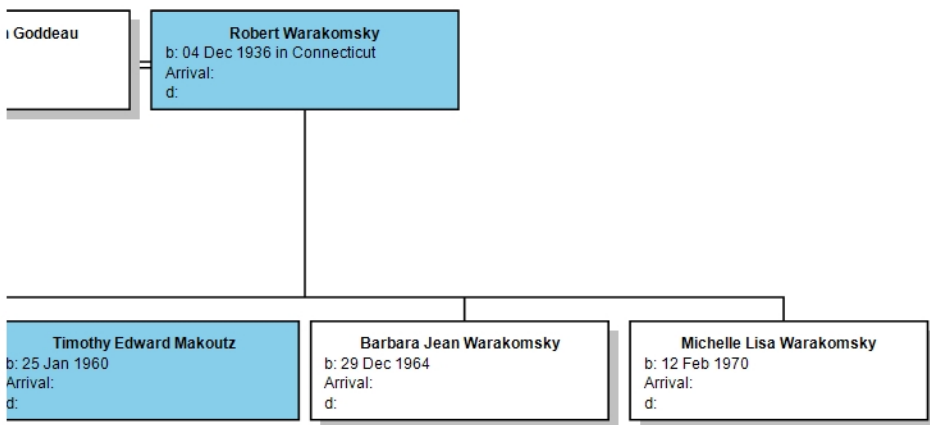 Goddeau
Robert Warakomsky
b: 04 Dec 1936 in Connecticut
Arrival:
d:
Timothy Edward Makoutz
b: 25 Jan 1960
Arrival:
d:
Barbara Jean Warakomsky
b: 29 Dec 1964
Arrival:
d:
Michelle Lisa Warakomsky
b: 12 Feb 1970
Arrival:
d: